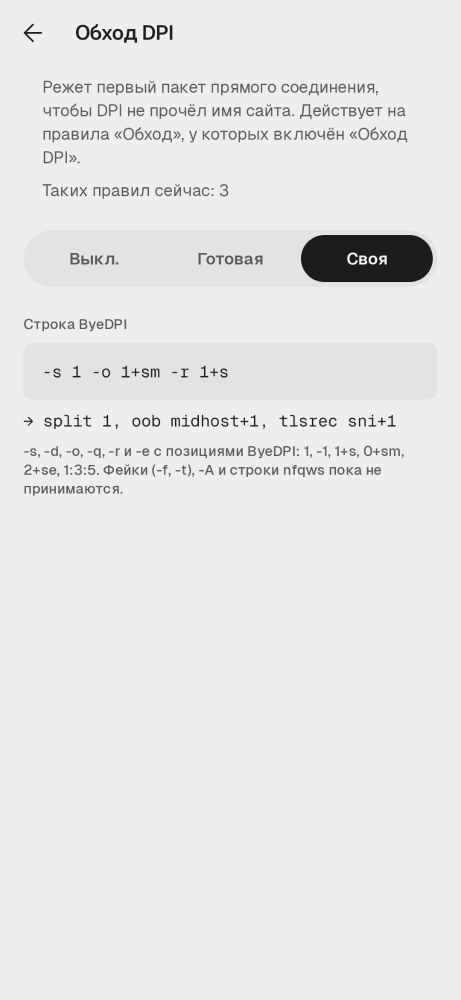 Обход DPI
Режет первый пакет прямого соединения,
чтобы DPI не прочёл имя сайта. Действует на
правила «Обход», у которых включён «Обход
DPI».
Таких правил сейчас: 3
Выкл.
Готовая
Своя
Строка ByeDPI
-s 1 -o 1+sm -r 1+s
→ split 1, oob midhost+1, tlsrec sni+1
-s, -d, -o, -q, -r и -e с позициями ByeDPI: 1, -1, 1+s, 0+sm,
2+se, 1:3:5. Фейки (-f, -t), -A и строки nfqws пока не
принимаются.